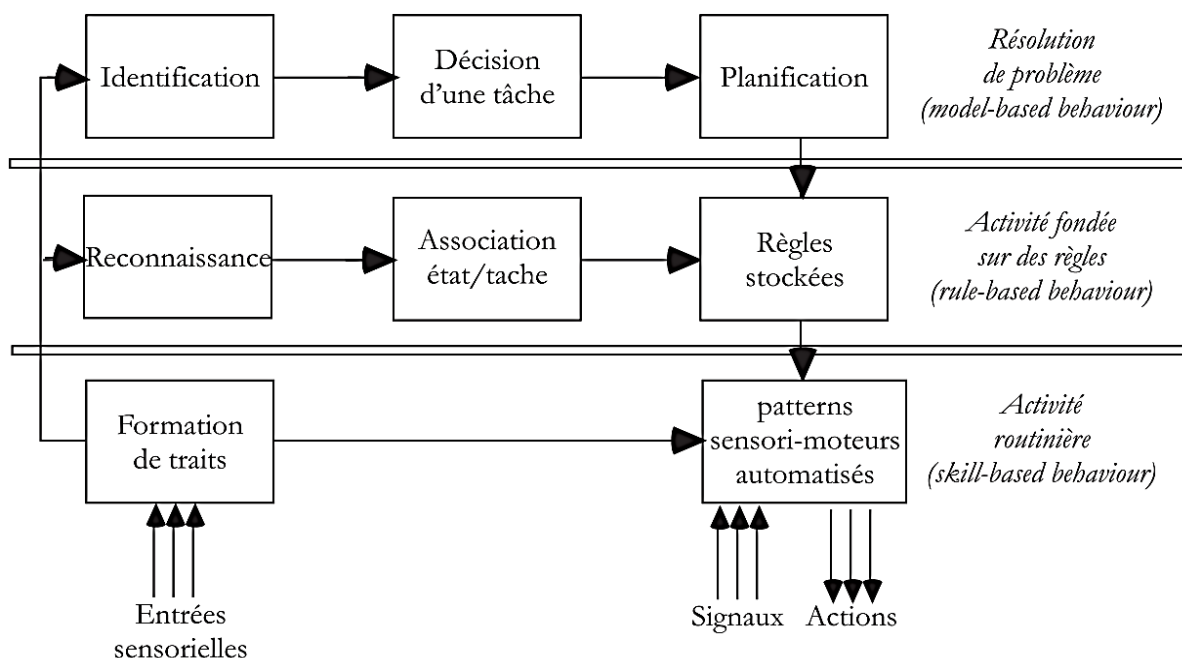 Identification
Décision
d'une tâche
Planification
Résolution
de problème
(model-based behaviour)
Reconnaissance
Association
état/tache
Règles
stockées
Activité fondée
sur des règles
(rule-based behaviour)
Formation
de traits
patterns
sensori-moteurs
automatisés
Activité
routinière
(skill-based behaviour)
Entrées
sensorielles
Signaux
Actions